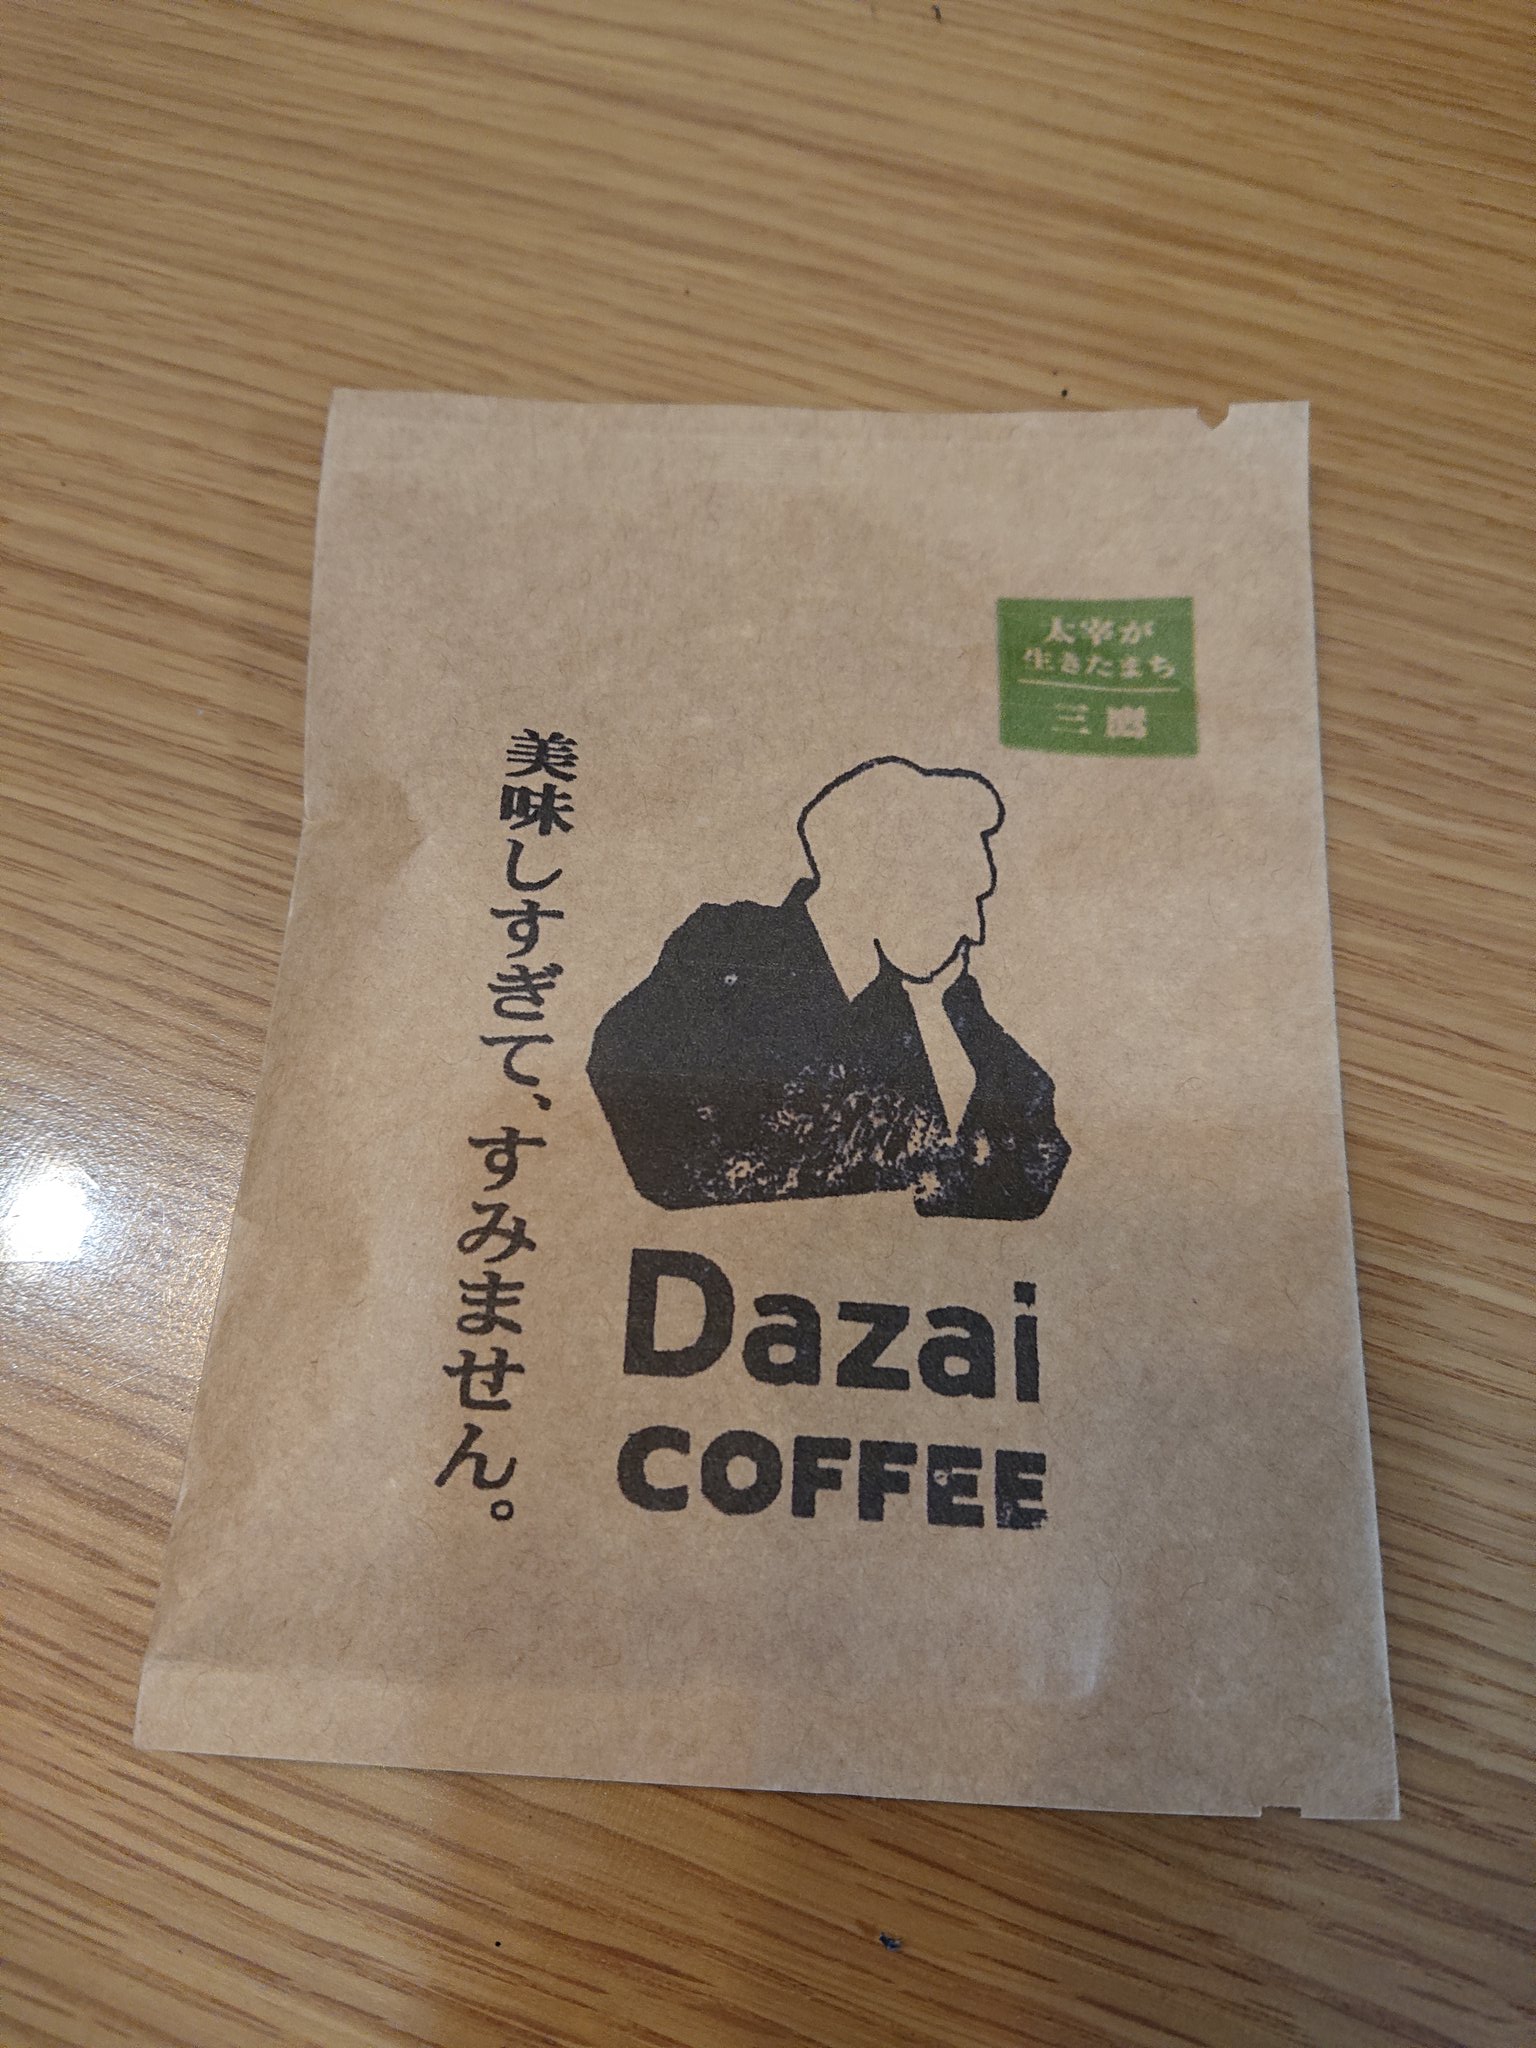 太宰が
生きたまち
三鷹
美味しすぎて、すみません。
Dazai
COFFEE